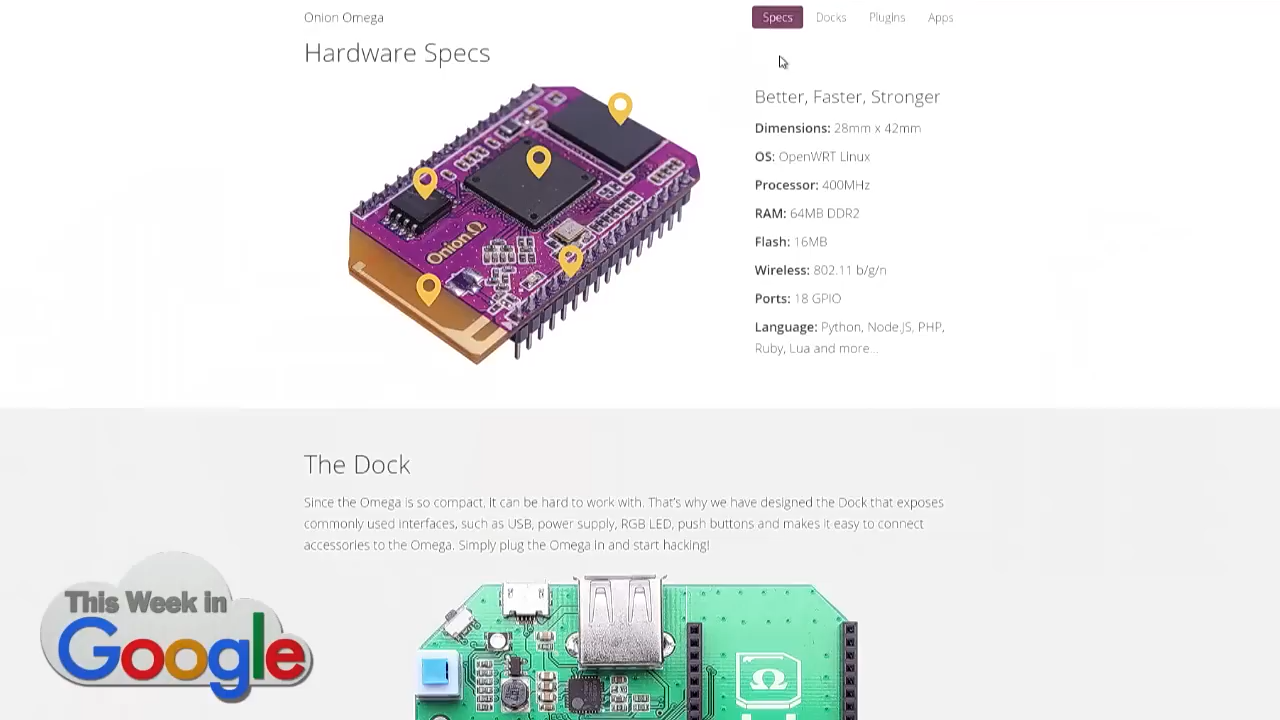 Onion Omega
Specs
Docks
Plugins
Apps
Hardware Specs
Better, Faster, Stronger
Dimensions: 28mm x 42mm
OS: OpenWRT Linux
Processor: 400MHz
RAM: 64MB DDR2
Flash: 16MB
Wireless: 802.11 b/g/n
Ports: 18 GPIO
Language: Python, Node.JS, PHP,
Ruby, Lua and more...
Onion Ω
The Dock
Since the Omega is so compact, it can be hard to work with. That's why we have designed the Dock that exposes
commonly used interfaces, such as USB, power supply, RGB LED, push buttons and makes it easy to connect
accessories to the Omega. Simply plug the Omega in and start hacking!
Ω
This Week in
Google